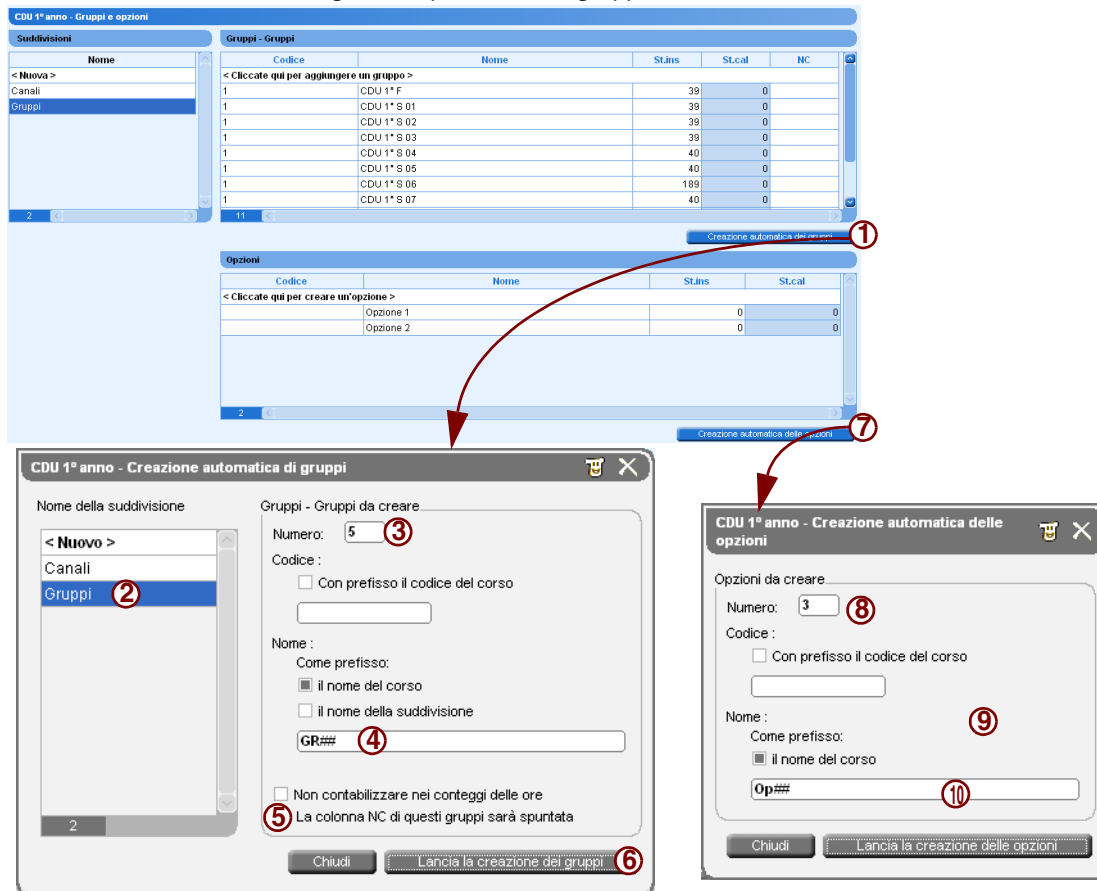 CDU 1º anno - Gruppi e opzioni
Suddivisioni
Nome
< Nuova >
Canali
Gruppi
2
Gruppi - Gruppi
Codice Nome St.ins St.cal NC
< Cliccate qui per aggiungere un gruppo >
1 CDU 1° F 39 0
1 CDU 1° S 01 39 0
1 CDU 1° S 02 39 0
1 CDU 1° S 03 39 0
1 CDU 1° S 04 40 0
1 CDU 1° S 05 40 0
1 CDU 1° S 06 189 0
1 CDU 1° S 07 40 0
11
Creazione automatica dei gruppi 1
Opzioni
Codice Nome St.ins St.cal
< Cliccate qui per creare un'opzione >
Opzione 1 0 0
Opzione 2 0 0
2
Creazione automatica delle opzioni 7
CDU 1º anno - Creazione automatica di gruppi
Nome della suddivisione
< Nuovo >
Canali
Gruppi 2
2
Gruppi - Gruppi da creare
Numero: 5 3
Codice :
Con prefisso il codice del corso
Nome :
Come prefisso:
il nome del corso
il nome della suddivisione
GR## 4
Non contabilizzare nei conteggi delle ore
5 La colonna NC di questi gruppi sarà spuntata
Chiudi Lancia la creazione dei gruppi 6
CDU 1º anno - Creazione automatica delle
opzioni
Opzioni da creare
Numero: 3 8
Codice :
Con prefisso il codice del corso
Nome : 9
Come prefisso:
il nome del corso
Op## 10
Chiudi Lancia la creazione delle opzioni